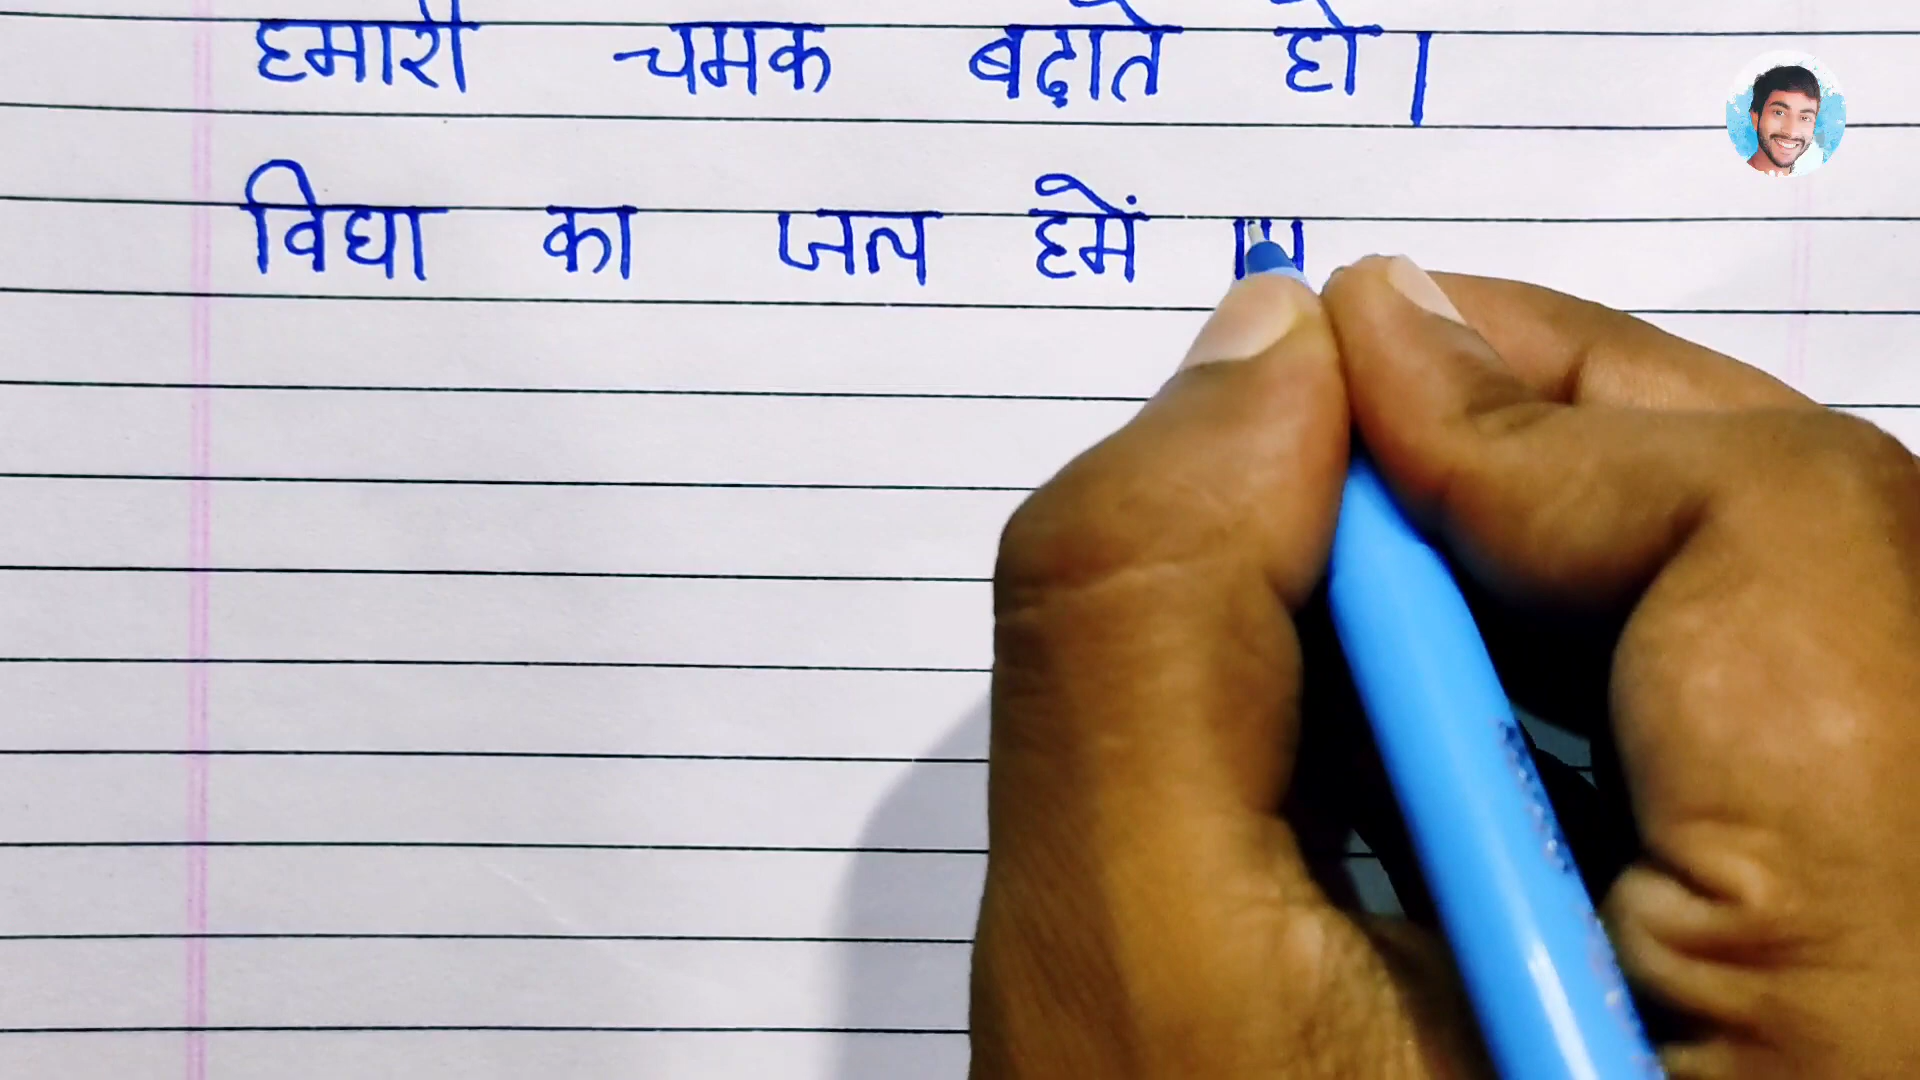 हमारी चमक बढ़ाते हो।
विद्या का जल हमें